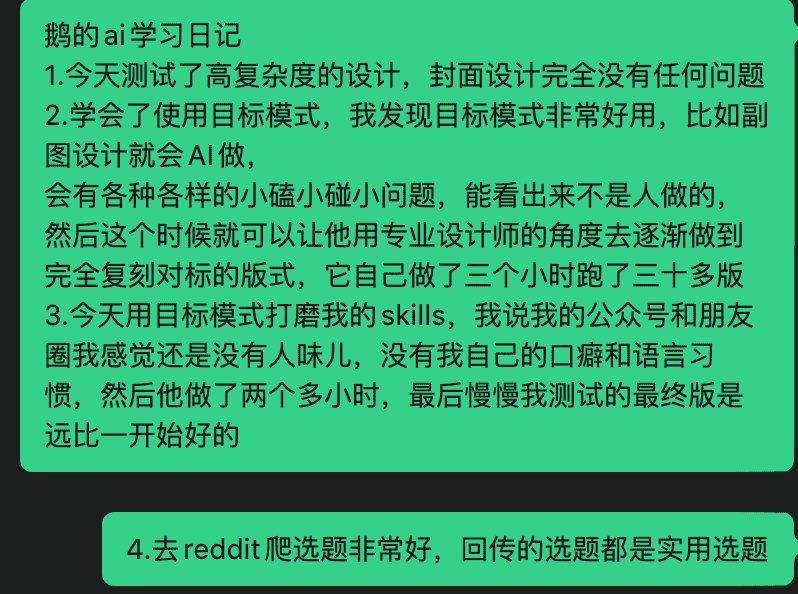 鹅的ai学习日记
1.今天测试了高复杂度的设计，封面设计完全没有任何问题
2.学会了使用目标模式，我发现目标模式非常好用，比如副
图设计就会AI做，
会有各种各样的小磕小碰小问题，能看出来不是人做的，
然后这个时候就可以让他用专业设计师的角度去逐渐做到
完全复刻对标的版式，它自己做了三个小时跑了三十多版
3.今天用目标模式打磨我的skills，我说我的公众号和朋友
圈我感觉还是没有人味儿，没有我自己的口癖和语言习
惯，然后他做了两个多小时，最后慢慢我测试的最终版是
远比一开始好的
4.去reddit爬选题非常好，回传的选题都是实用选题